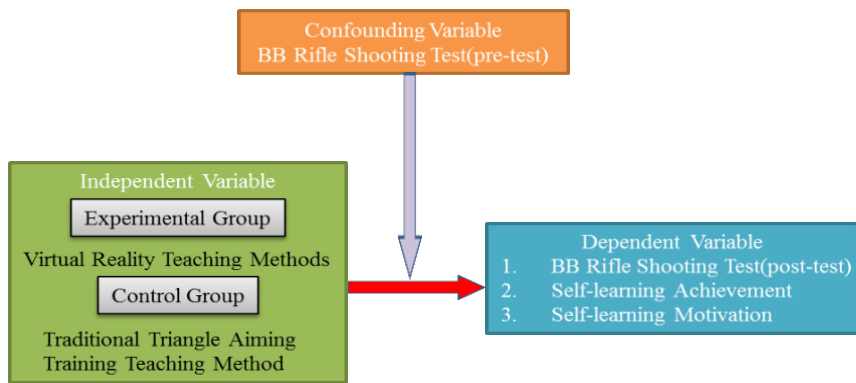 Confounding Variable
BB Rifle Shooting Test(pre-test)
Independent Variable
Experimental Group
Virtual Reality Teaching Methods
Control Group
Traditional Triangle Aiming
Training Teaching Method
Dependent Variable
1. BB Rifle Shooting Test(post-test)
2. Self-learning Achievement
3. Self-learning Motivation